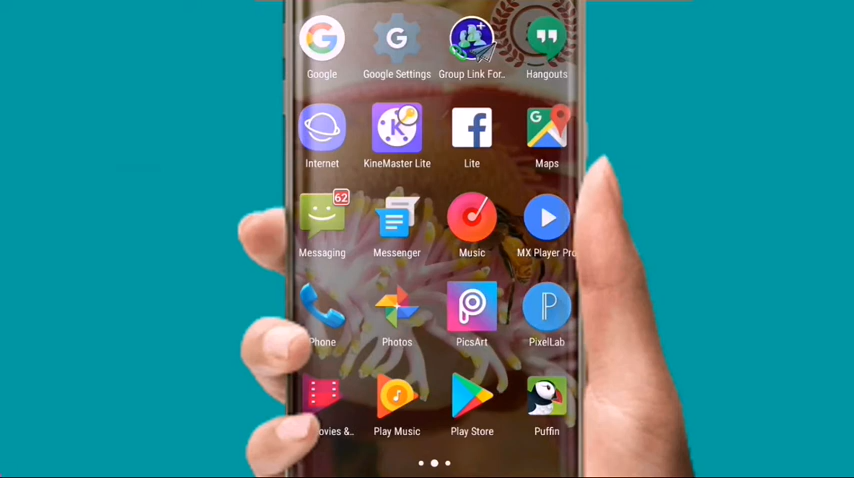 Google
Google Settings
Group Link For..
Hangouts
Internet
KineMaster Lite
Lite
Maps
62
Messaging
Messenger
Music
MX Player Pro
Phone
Photos
PicsArt
PixelLab
ovies &..
Play Music
Play Store
Puffin